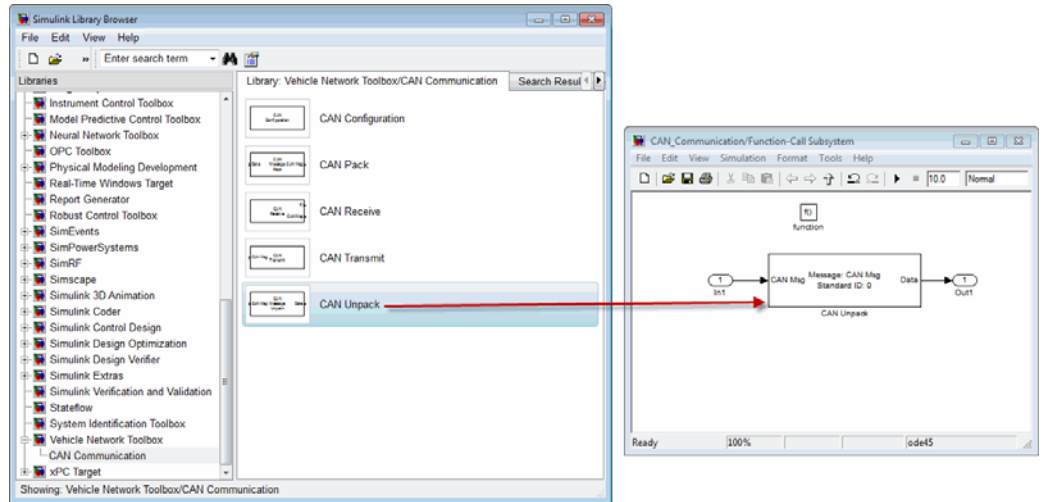 Simulink Library Browser
File Edit View Help
» Enter search term
Libraries
Instrument Control Toolbox
Model Predictive Control Toolbox
Neural Network Toolbox
OPC Toolbox
Physical Modeling Development
Real-Time Windows Target
Report Generator
Robust Control Toolbox
SimEvents
SimPowerSystems
SimRF
Simscape
Simulink 3D Animation
Simulink Coder
Simulink Control Design
Simulink Design Optimization
Simulink Design Verifier
Simulink Extras
Simulink Verification and Validation
Stateflow
System Identification Toolbox
Vehicle Network Toolbox
CAN Communication
xPC Target
Showing: Vehicle Network Toolbox/CAN Communication
Library: Vehicle Network Toolbox/CAN Communication
Search Resul
CAN Configuration
CAN Pack
CAN Receive
CAN Transmit
CAN Unpack
CAN_Communication/Function-Call Subsystem
File Edit View Simulation Format Tools Help
10.0 Normal
f()
function
1
In1
CAN Msg
Message: CAN Msg
Standard ID: 0
Data
CAN Unpack
1
Out1
Ready 100% ode45